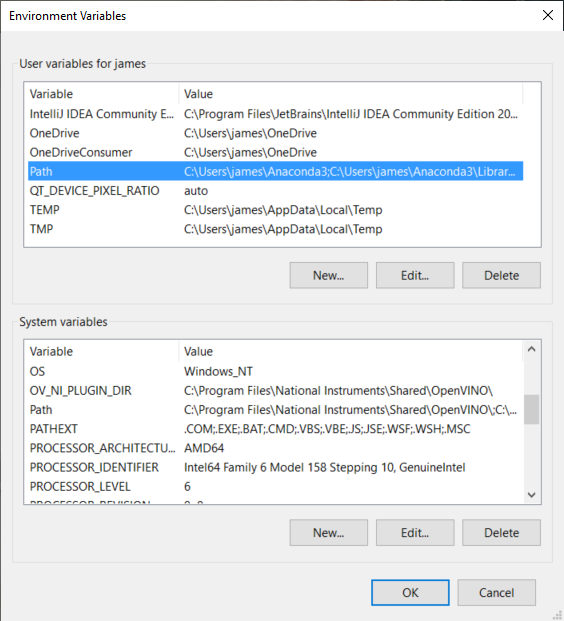 Environment Variables
User variables for james
Variable Value
IntelliJ IDEA Community E... C:\Program Files\JetBrains\IntelliJ IDEA Community Edition 20...
OneDrive C:\Users\james\OneDrive
OneDriveConsumer C:\Users\james\OneDrive
Path C:\Users\james\Anaconda3;C:\Users\james\Anaconda3\Librar...
QT_DEVICE_PIXEL_RATIO auto
TEMP C:\Users\james\AppData\Local\Temp
TMP C:\Users\james\AppData\Local\Temp
New... Edit... Delete
System variables
Variable Value
OS Windows_NT
OV_NI_PLUGIN_DIR C:\Program Files\National Instruments\Shared\OpenVINO\
Path C:\Program Files\National Instruments\Shared\OpenVINO\;C:\...
PATHEXT .COM;.EXE;.BAT;.CMD;.VBS;.VBE;.JS;.JSE;.WSF;.WSH;.MSC
PROCESSOR_ARCHITECTU... AMD64
PROCESSOR_IDENTIFIER Intel64 Family 6 Model 158 Stepping 10, GenuineIntel
PROCESSOR_LEVEL 6
New... Edit... Delete
OK Cancel